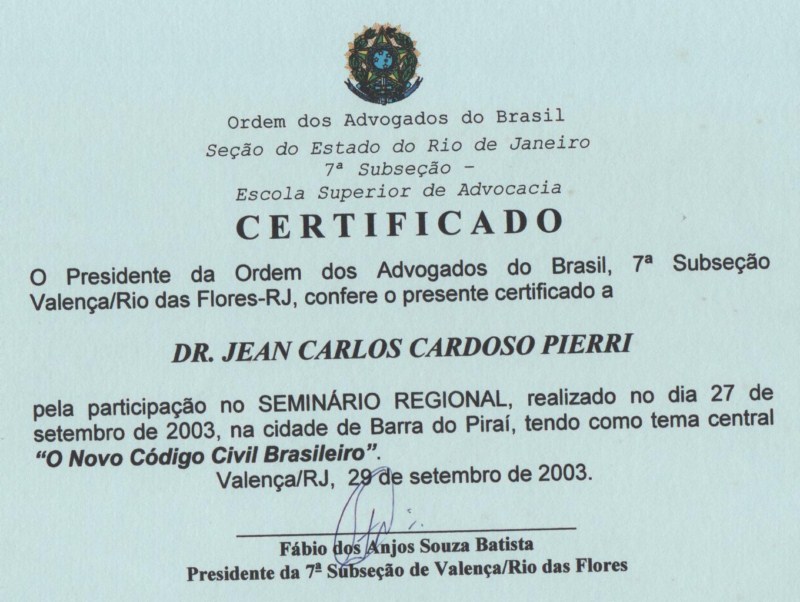 Ordem dos Advogados do Brasil
Seção do Estado do Rio de Janeiro
7ª Subseção –
Escola Superior de Advocacia
CERTIFICADO
O Presidente da Ordem dos Advogados do Brasil, 7ª Subseção
Valença/Rio das Flores-RJ, confere o presente certificado a
DR. JEAN CARLOS CARDOSO PIERRI
pela participação no SEMINÁRIO REGIONAL, realizado no dia 27 de
setembro de 2003, na cidade de Barra do Piraí, tendo como tema central
“O Novo Código Civil Brasileiro”.
Valença/RJ, 29 de setembro de 2003.
Fábio dos Anjos Souza Batista
Presidente da 7ª Subseção de Valença/Rio das Flores